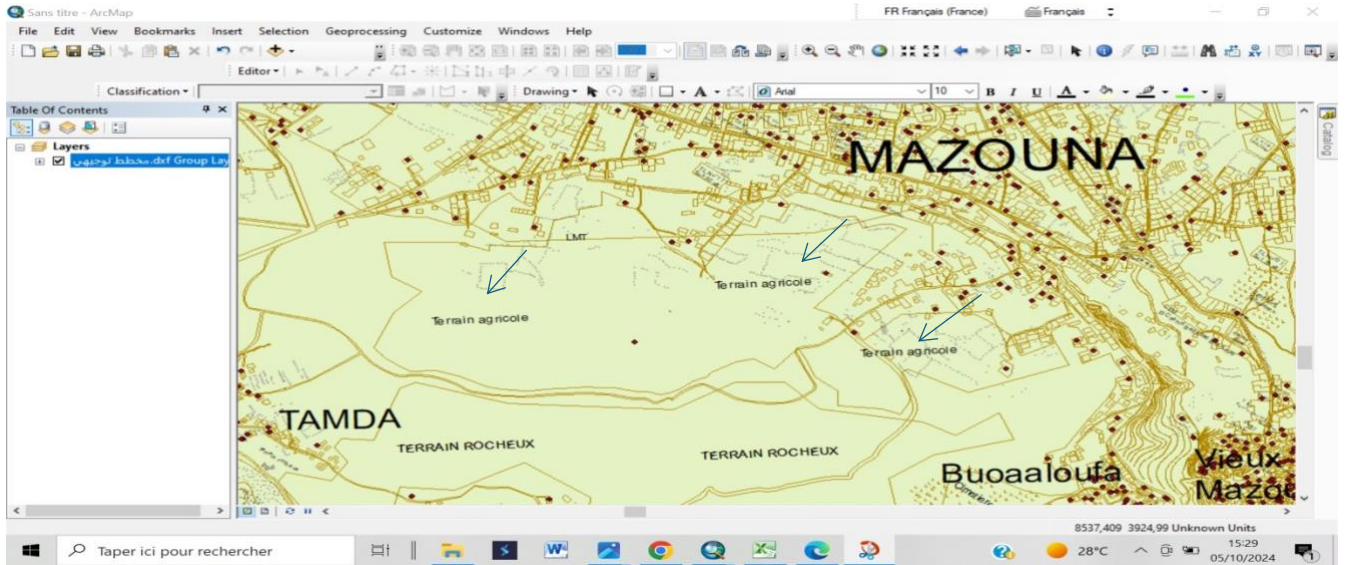 Sans titre - ArcMap
FR Français (France) Français
File Edit View Bookmarks Insert Selection Geoprocessing Customize Windows Help
Editor
Classification Drawing A Arial 10 B I U A
Table Of Contents
Layers
مخطط توجيهي.dxf Group Lay
Catalog
MAZOUNA
LMT
Terrain agricole
Terrain agricole
Terrain agricole
TAMDA
TERRAIN ROCHEUX
TERRAIN ROCHEUX
Buoaaloufa
Vieux
Mazou
8537,409 3924,99 Unknown Units
Taper ici pour rechercher
28°C
15:29
05/10/2024
1